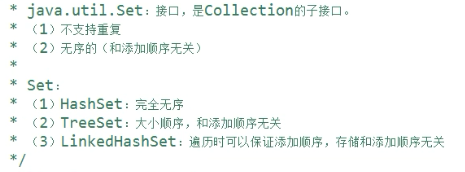 * java.util.Set：接口，是Collection的子接口。
* （1）不支持重复
* （2）无序的（和添加顺序无关）
*
* Set：
* （1）HashSet：完全无序
* （2）TreeSet：大小顺序，和添加顺序无关
* （3）LinkedHashSet：遍历时可以保证添加顺序，存储和添加顺序无关
*/